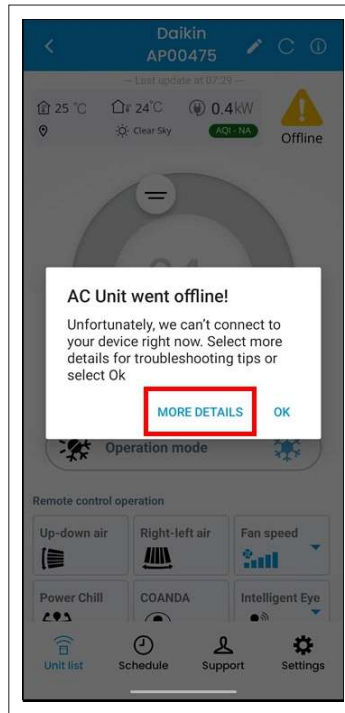 Daikin
AP00475
— Last update at 07:29 —
25 °C
24°C
0.4kW
Clear Sky
AQI - NA
Offline
AC Unit went offline!
Unfortunately, we can't connect to
your device right now. Select more
details for troubleshooting tips or
select Ok
MORE DETAILS
OK
Operation mode
Remote control operation
Up-down air
Right-left air
Fan speed
Power Chill
COANDA
Intelligent Eye
Unit list
Schedule
Support
Settings